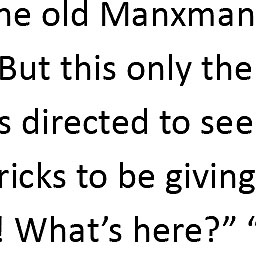 he old Manxman
But this only the
s directed to see
ricks to be giving
! What’s here?” “